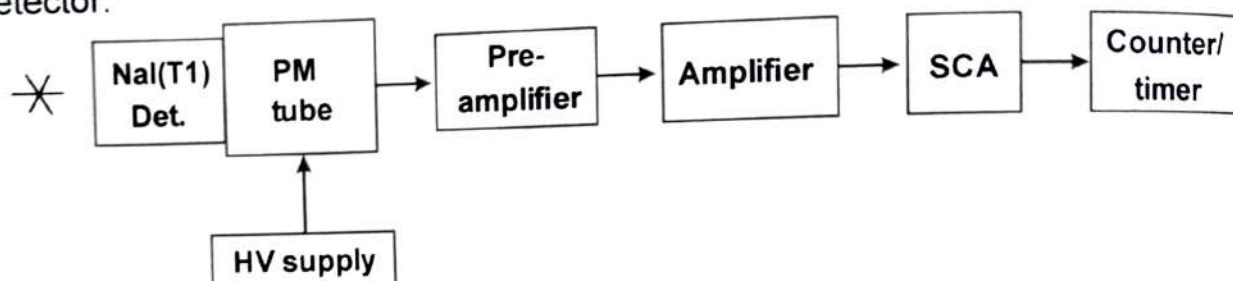 etector.
NaI(T1)
Det.
PM
tube
Pre-
amplifier
Amplifier
SCA
Counter/
timer
HV supply